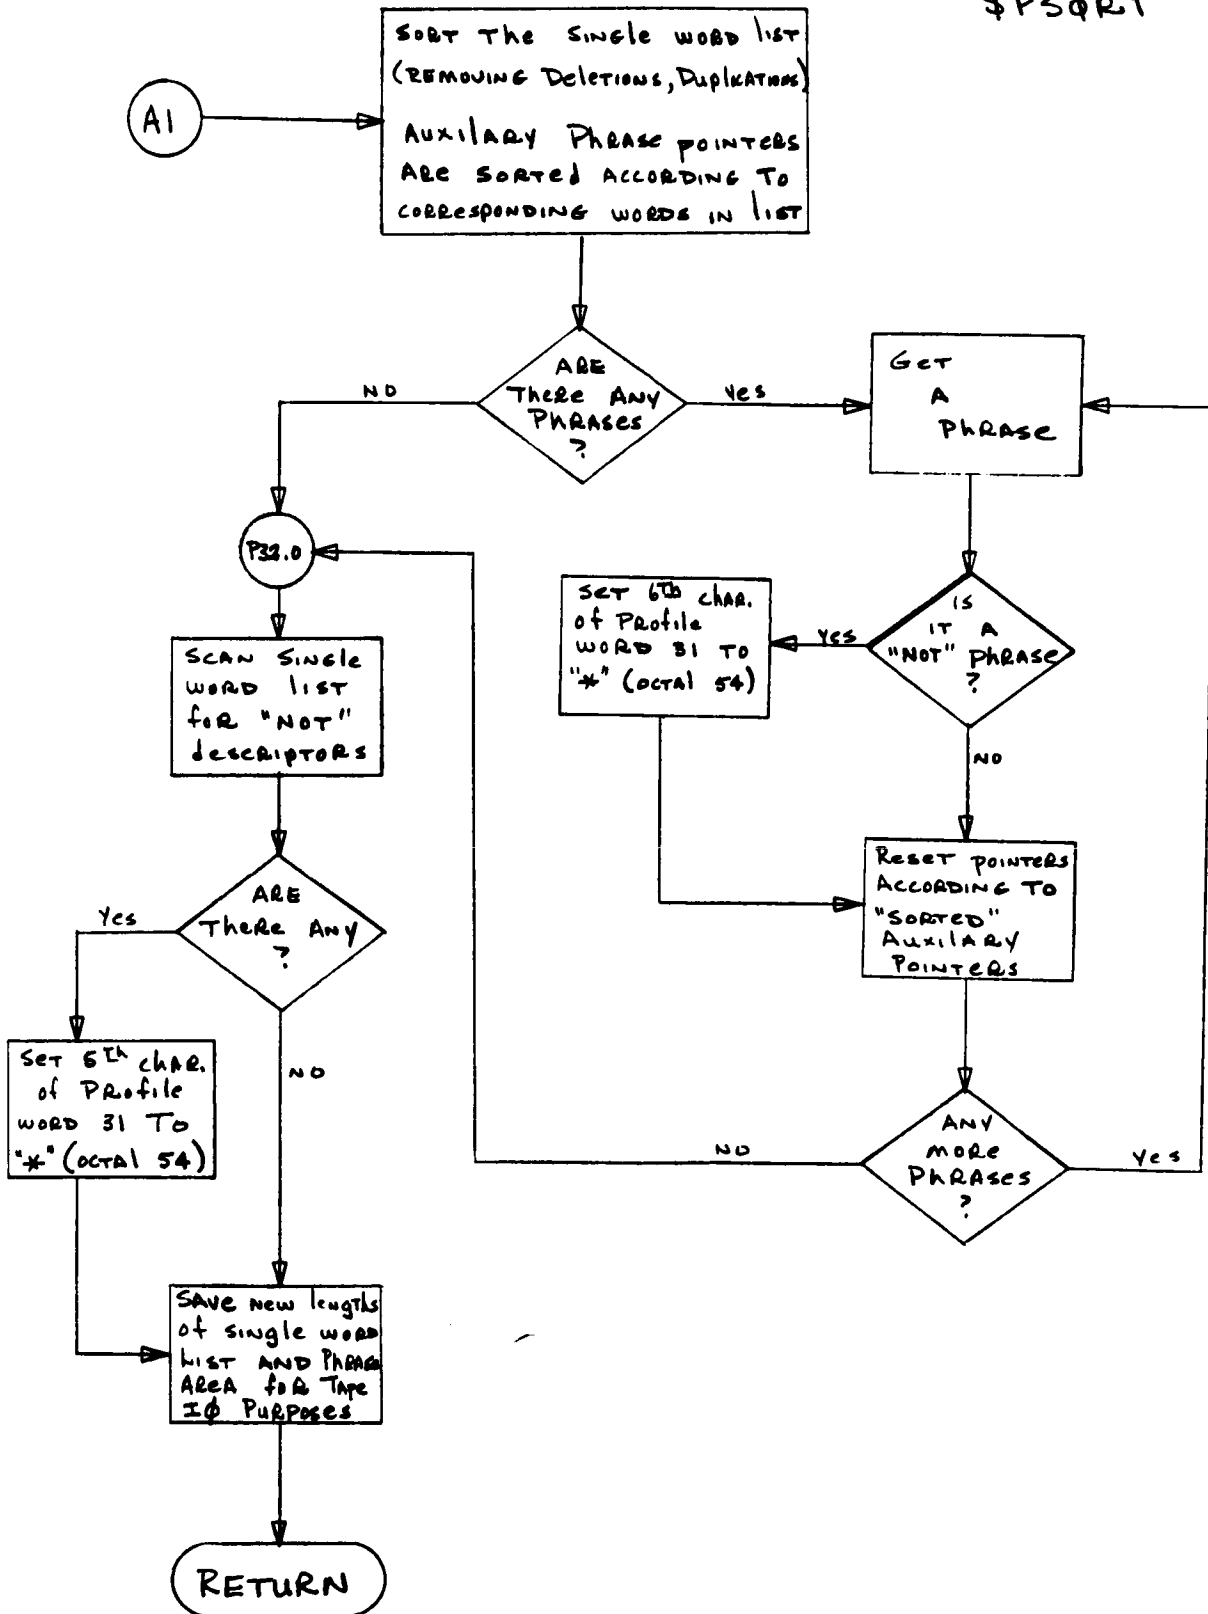 $PSØRT
SORT THE SINGLE WORD LIST
(REMOVING DELETIONS, DUPLICATIONS)
AUXILARY PHRASE POINTERS
ARE SORTED ACCORDING TO
CORRESPONDING WORDS IN LIST
A1
ARE
THERE ANY
PHRASES
?
NO
YES
GET
A
PHRASE
P32.0
IS
IT A
"NOT" PHRASE
?
YES
NO
SET 6TH CHAR.
OF PROFILE
WORD 31 TO
"*" (OCTAL 54)
SCAN SINGLE
WORD LIST
FOR "NOT"
DESCRIPTORS
RESET POINTERS
ACCORDING TO
"SORTED"
AUXILARY
POINTERS
ARE
THERE ANY
?
YES
NO
SET 5TH CHAR.
OF PROFILE
WORD 31 TO
"*" (OCTAL 54)
ANY
MORE
PHRASES
?
NO
YES
SAVE NEW LENGTHS
OF SINGLE WORD
LIST AND PHRASE
AREA FOR TAPE
IØ PURPOSES
RETURN